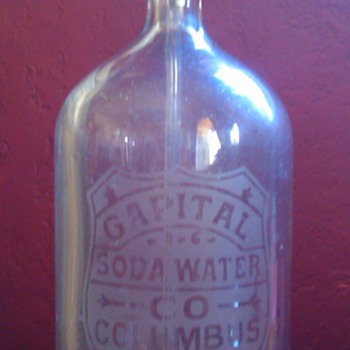 CAPITAL
SODA WATER
CO
COLUMBUS